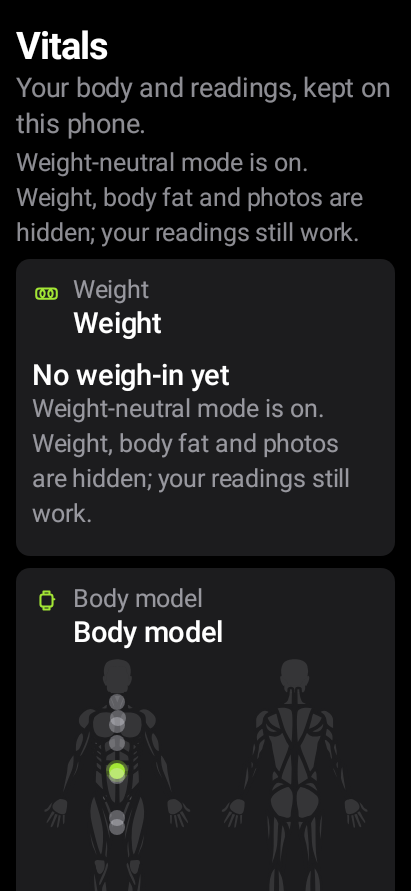 Vitals
Your body and readings, kept on
this phone.
Weight-neutral mode is on.
Weight, body fat and photos are
hidden; your readings still work.
Weight
Weight
No weigh-in yet
Weight-neutral mode is on.
Weight, body fat and photos
are hidden; your readings still
work.
Body model
Body model